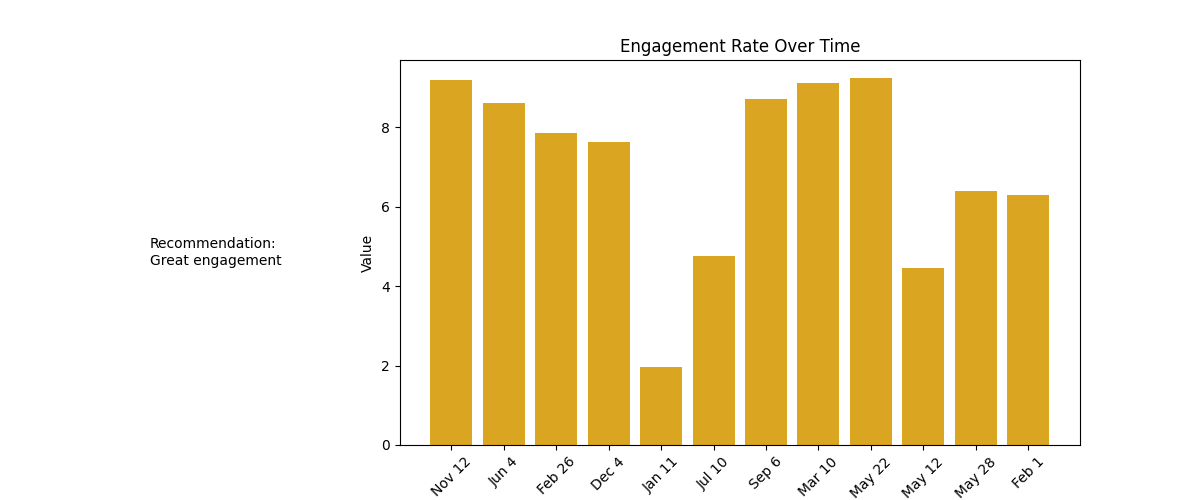 Engagement Rate Over Time
Recommendation:
Great engagement
Value
8
6
4
2
0
Nov 12
Jun 4
Feb 26
Dec 4
Jan 11
Jul 10
Sep 6
Mar 10
May 22
May 12
May 28
Feb 1